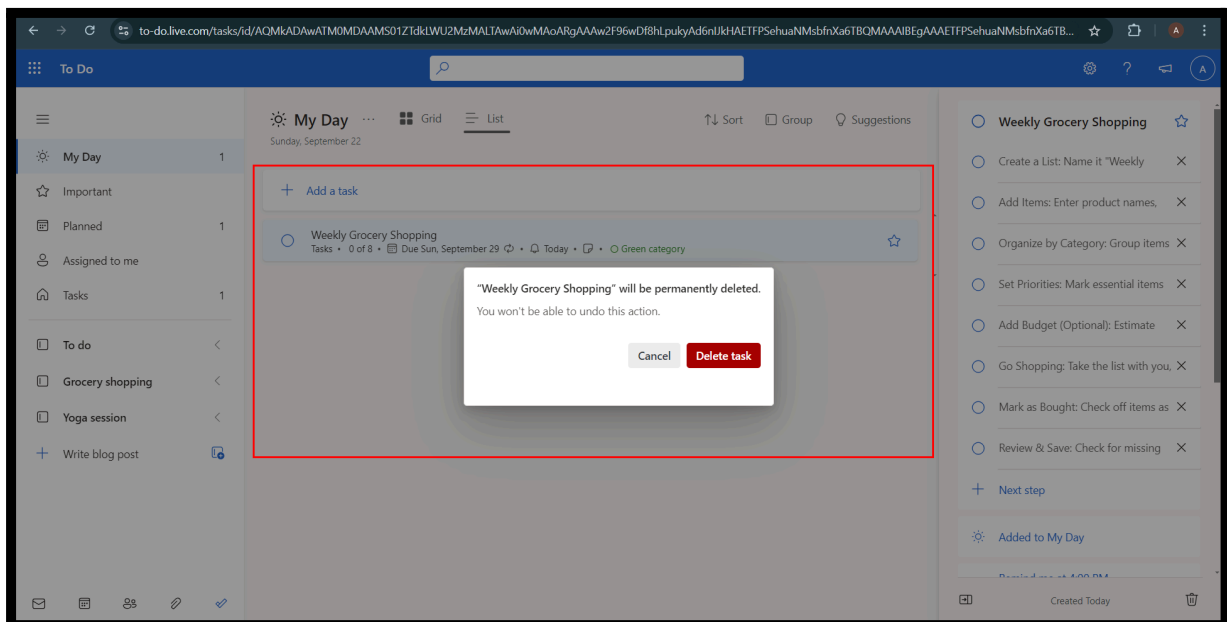 to-do.live.com/tasks/id/AQMkADAwATM0MDAAMS01ZTdkLWU2MzMALTAwAi0wMAoARgAAAw2F96wDf8hLpukyAd6nIJkHAETFPSehuaNMsbfnXa6TBQMAAAIBEgAAAETFPSehuaNMsbfnXa6TB...
A
To Do
?
A
My Day ...
Grid
List
Sort
Group
Suggestions
Sunday, September 22
My Day 1
Important
Planned 1
Assigned to me
Tasks 1
To do
Grocery shopping
Yoga session
Write blog post
Add a task
Weekly Grocery Shopping
Tasks • 0 of 8 • Due Sun, September 29 • Today • • Green category
"Weekly Grocery Shopping" will be permanently deleted.
You won't be able to undo this action.
Cancel
Delete task
Weekly Grocery Shopping
Create a List: Name it "Weekly
Add Items: Enter product names,
Organize by Category: Group items
Set Priorities: Mark essential items
Add Budget (Optional): Estimate
Go Shopping: Take the list with you,
Mark as Bought: Check off items as
Review & Save: Check for missing
Next step
Added to My Day
Remind me at 4:00 PM
Created Today